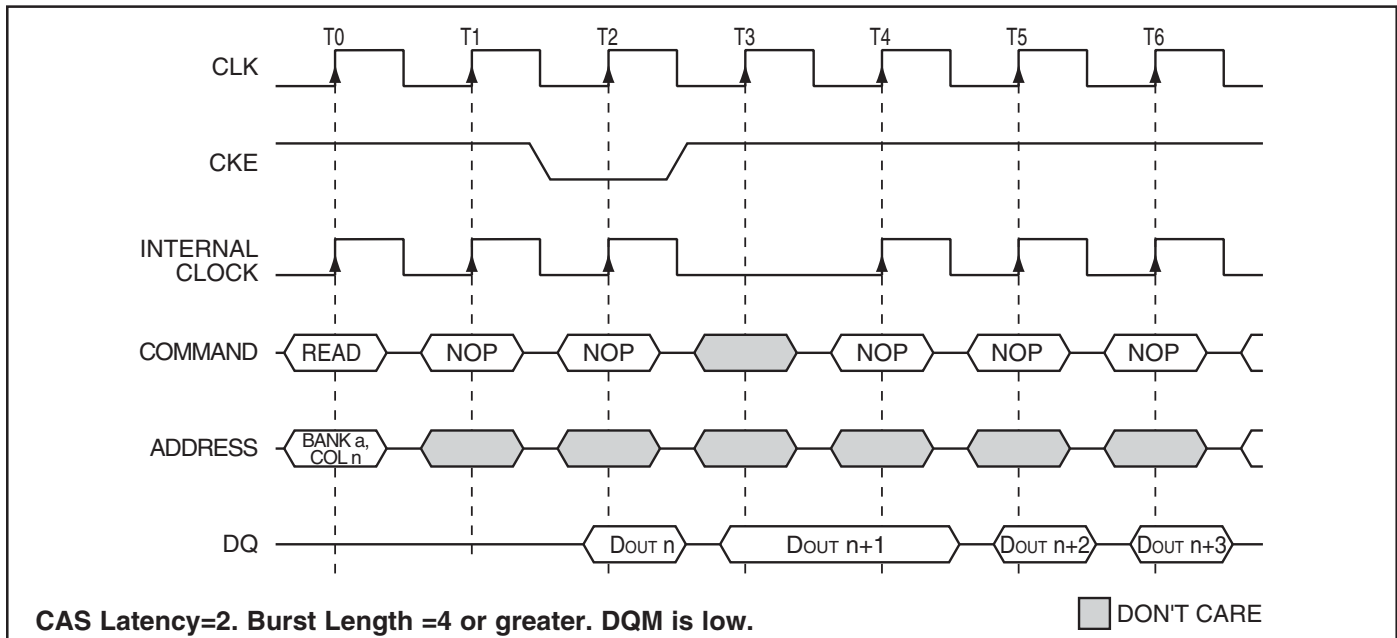 T0 T1 T2 T3 T4 T5 T6
CLK
CKE
INTERNAL
CLOCK
COMMAND READ NOP NOP NOP NOP NOP
ADDRESS BANK a,
COL n
DQ DOUT n DOUT n+1 DOUT n+2 DOUT n+3
CAS Latency=2. Burst Length =4 or greater. DQM is low. DON'T CARE